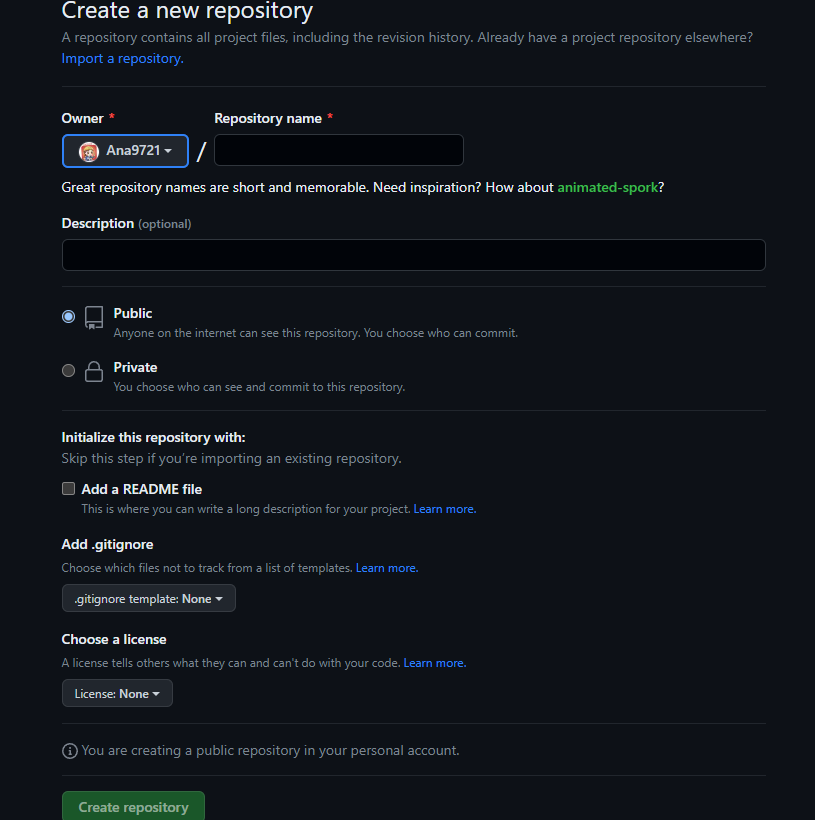 Create a new repository
A repository contains all project files, including the revision history. Already have a project repository elsewhere?
Import a repository.
Owner * Repository name *
Ana9721 /
Great repository names are short and memorable. Need inspiration? How about animated-spork?
Description (optional)
Public
Anyone on the internet can see this repository. You choose who can commit.
Private
You choose who can see and commit to this repository.
Initialize this repository with:
Skip this step if you're importing an existing repository.
Add a README file
This is where you can write a long description for your project. Learn more.
Add .gitignore
Choose which files not to track from a list of templates. Learn more.
.gitignore template: None
Choose a license
A license tells others what they can and can't do with your code. Learn more.
License: None
You are creating a public repository in your personal account.
Create repository